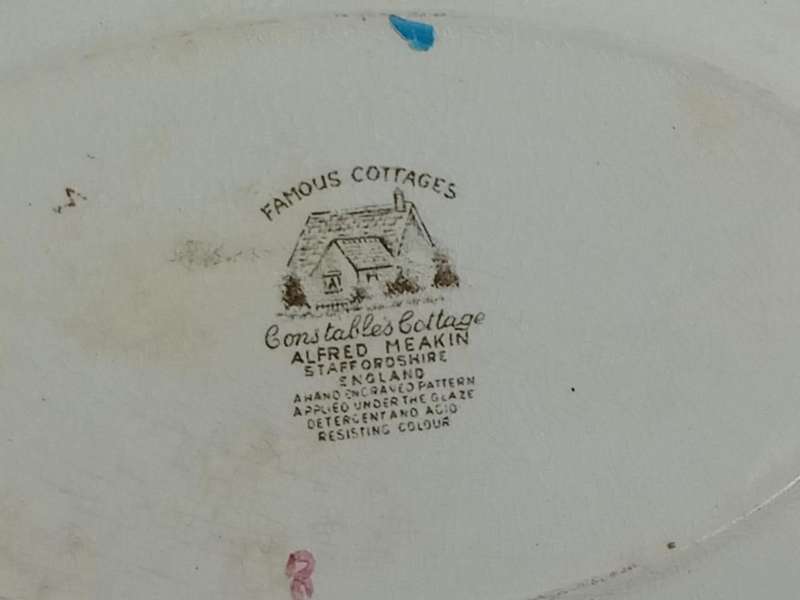 FAMOUS COTTAGES
Constable's Cottage
ALFRED MEAKIN
STAFFORDSHIRE
ENGLAND
A HAND ENGRAVED PATTERN
APPLIED UNDER THE GLAZE
DETERGENT AND ACID
RESISTING COLOUR